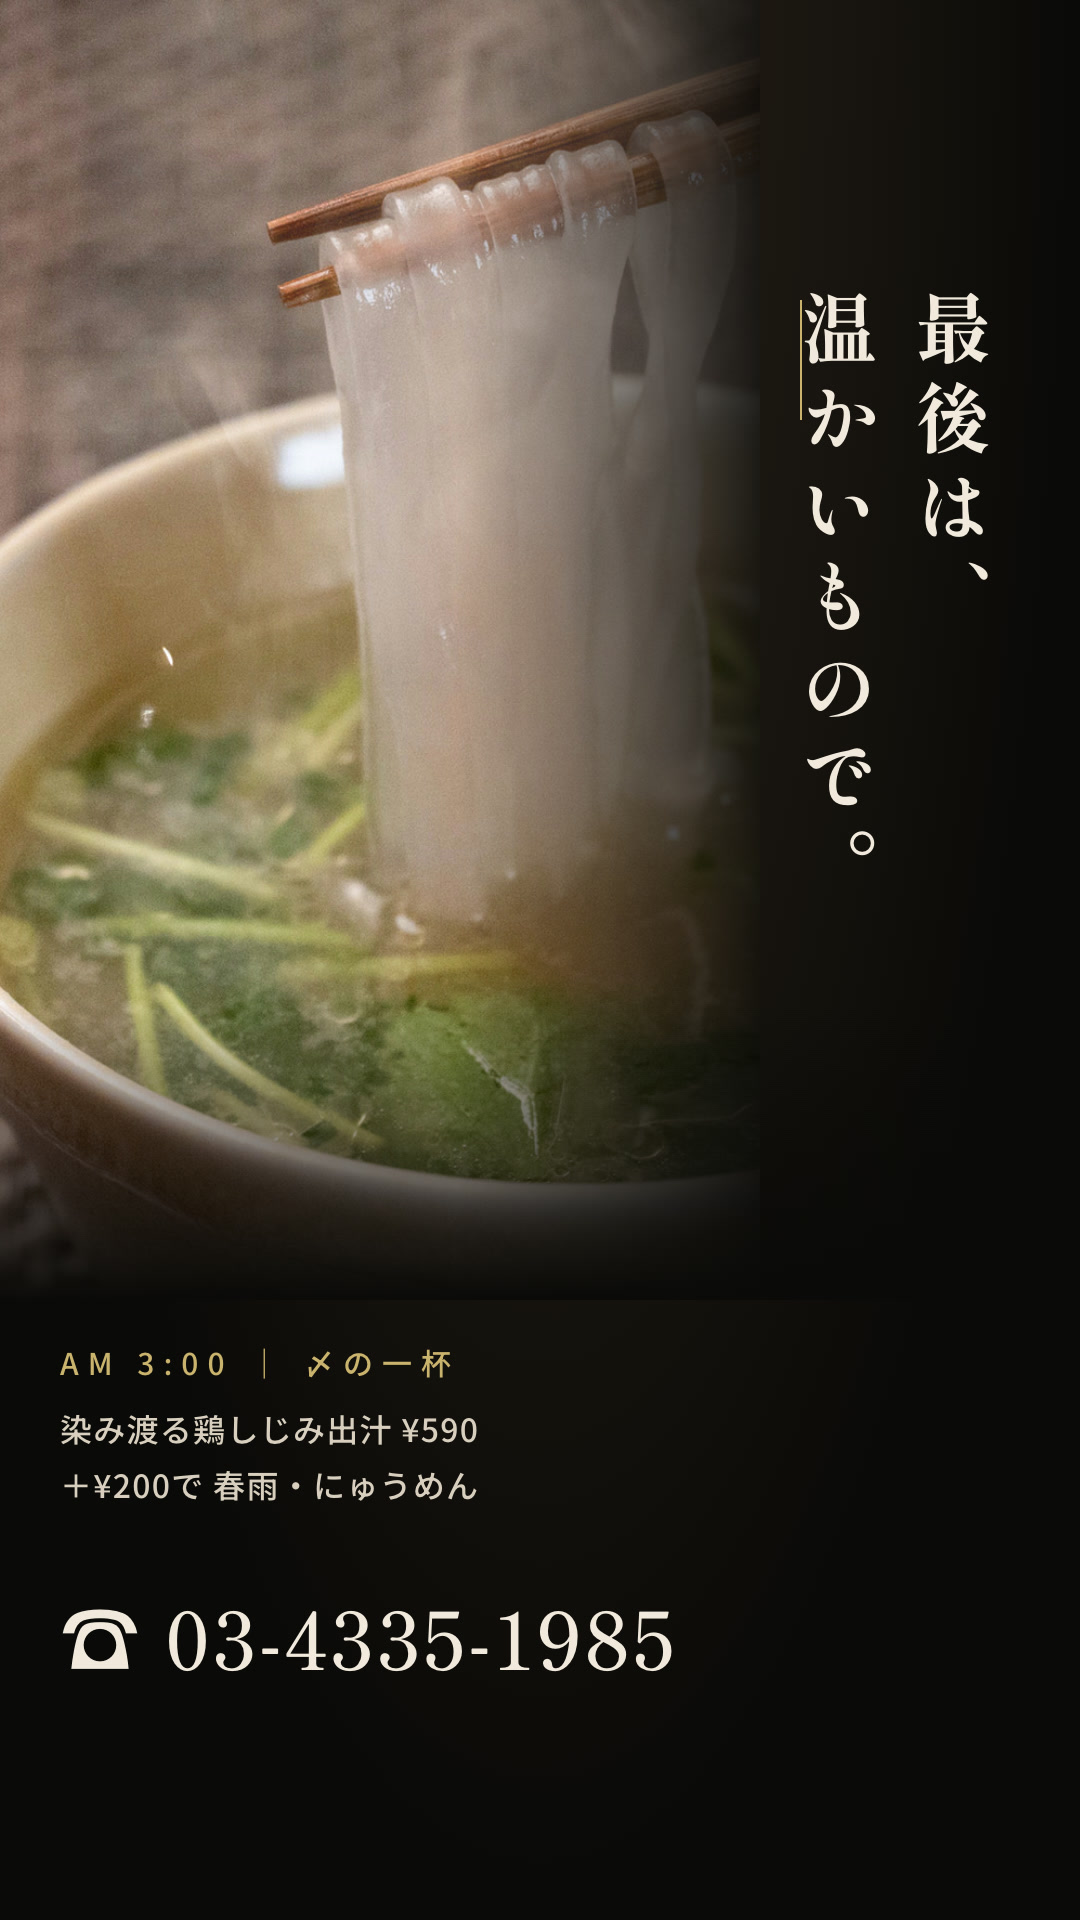 最後は、
温かいもので。
AM 3:00 ｜ 〆の一杯
染み渡る鶏しじみ出汁 ¥590
＋¥200で 春雨・にゅうめん
☎ 03-4335-1985